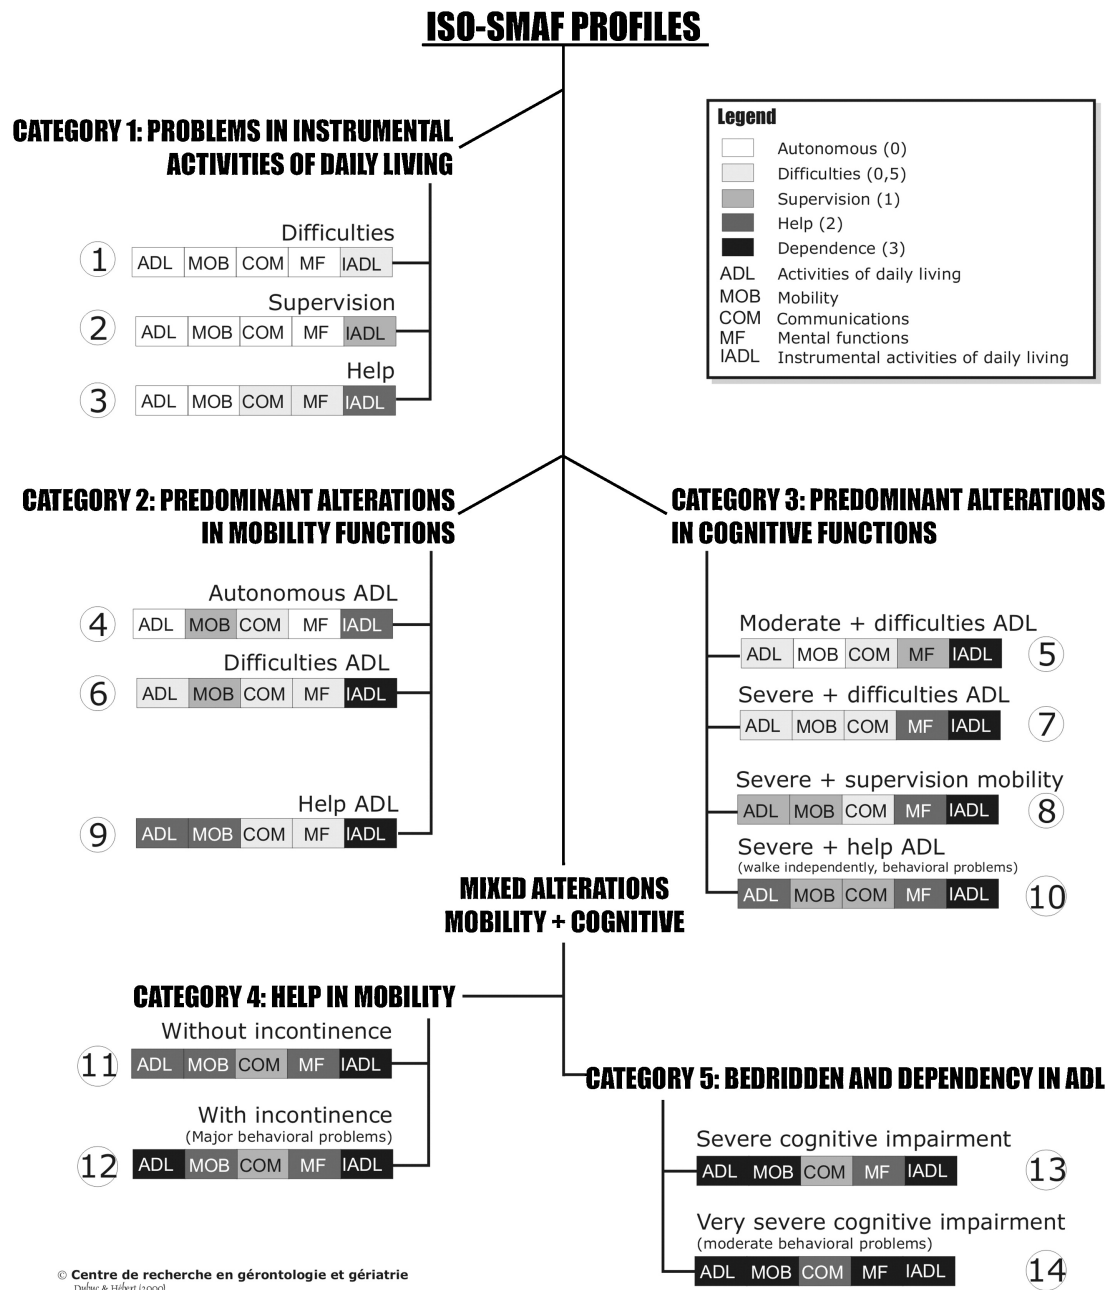 ISO-SMAF PROFILES
CATEGORY 1: PROBLEMS IN INSTRUMENTAL
ACTIVITIES OF DAILY LIVING
Difficulties
1 ADL MOB COM MF IADL
Supervision
2 ADL MOB COM MF IADL
Help
3 ADL MOB COM MF IADL
Legend
Autonomous (0)
Difficulties (0,5)
Supervision (1)
Help (2)
Dependence (3)
ADL Activities of daily living
MOB Mobility
COM Communications
MF Mental functions
IADL Instrumental activities of daily living
CATEGORY 2: PREDOMINANT ALTERATIONS
IN MOBILITY FUNCTIONS
Autonomous ADL
4 ADL MOB COM MF IADL
Difficulties ADL
6 ADL MOB COM MF IADL
Help ADL
9 ADL MOB COM MF IADL
CATEGORY 3: PREDOMINANT ALTERATIONS
IN COGNITIVE FUNCTIONS
Moderate + difficulties ADL
ADL MOB COM MF IADL 5
Severe + difficulties ADL
ADL MOB COM MF IADL 7
Severe + supervision mobility
ADL MOB COM MF IADL 8
Severe + help ADL
(walke independently, behavioral problems)
ADL MOB COM MF IADL 10
MIXED ALTERATIONS
MOBILITY + COGNITIVE
CATEGORY 4: HELP IN MOBILITY
Without incontinence
11 ADL MOB COM MF IADL
With incontinence
(Major behavioral problems)
12 ADL MOB COM MF IADL
CATEGORY 5: BEDRIDDEN AND DEPENDENCY IN ADL
Severe cognitive impairment
ADL MOB COM MF IADL 13
Very severe cognitive impairment
(moderate behavioral problems)
ADL MOB COM MF IADL 14
© Centre de recherche en gérontologie et gériatrie
Dubuc & Hébert (2000)